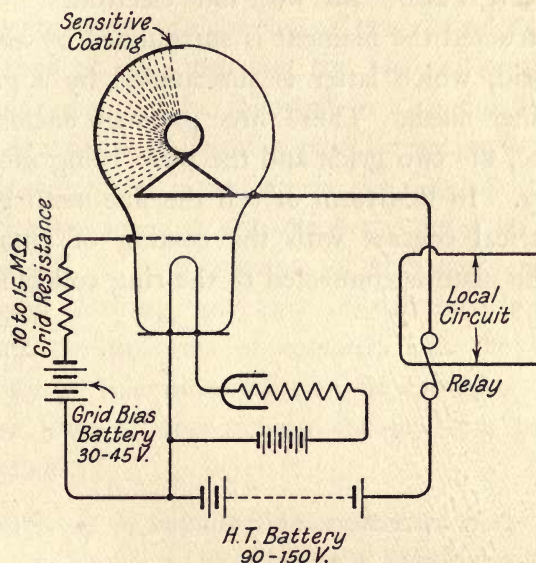 Sensitive
Coating
10 to 15 MΩ
Grid Resistance
Local
Circuit
Relay
Grid Bias
Battery
30-45 V.
H.T. Battery
90-150 V.